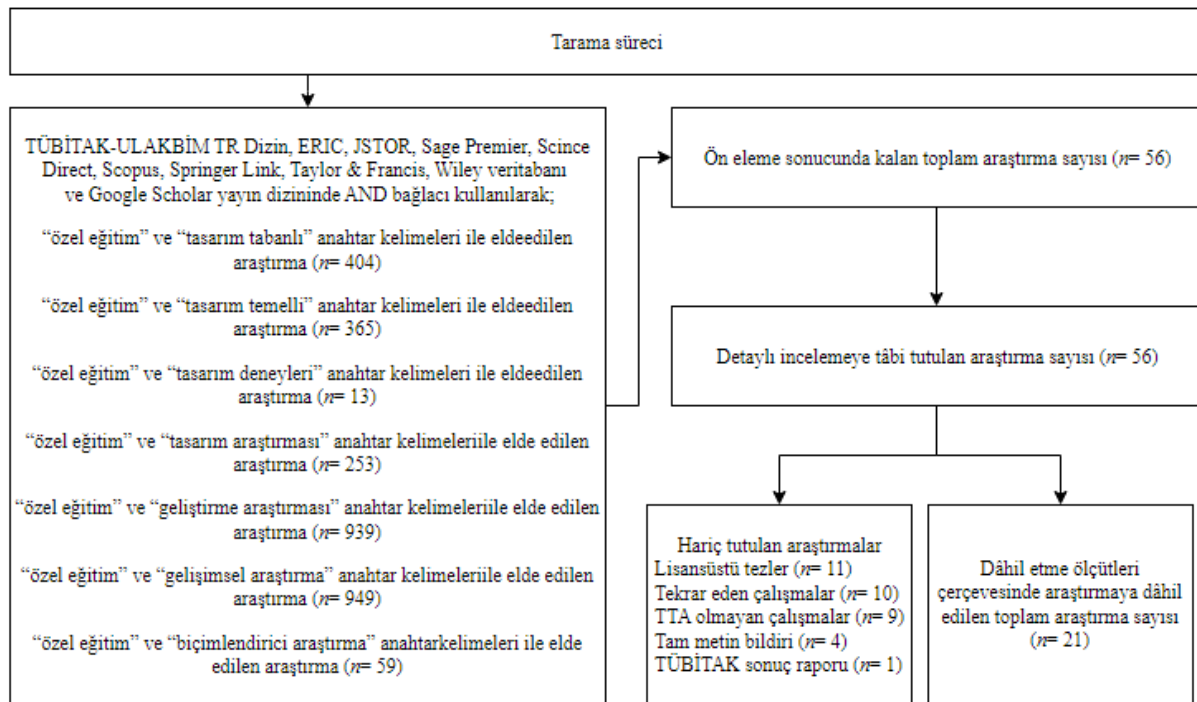 Tarama süreci
TÜBİTAK-ULAKBİM TR Dizin, ERIC, JSTOR, Sage Premier, Scince
Direct, Scopus, Springer Link, Taylor & Francis, Wiley veritabanı
ve Google Scholar yayın dizininde AND bağlacı kullanılarak;
“özel eğitim” ve “tasarım tabanlı” anahtar kelimeleri ile eldeedilen
araştırma (n= 404)
“özel eğitim” ve “tasarım temelli” anahtar kelimeleri ile eldeedilen
araştırma (n= 365)
“özel eğitim” ve “tasarım deneyleri” anahtar kelimeleri ile eldeedilen
araştırma (n= 13)
“özel eğitim” ve “tasarım araştırması” anahtar kelimeleriile elde edilen
araştırma (n= 253)
“özel eğitim” ve “geliştirme araştırması” anahtar kelimeleriile elde edilen
araştırma (n= 939)
“özel eğitim” ve “gelişimsel araştırma” anahtar kelimeleriile elde edilen
araştırma (n= 949)
“özel eğitim” ve “biçimlendirici araştırma” anahtarkelimeleri ile elde
edilen araştırma (n= 59)
Ön eleme sonucunda kalan toplam araştırma sayısı (n= 56)
Detaylı incelemeye tâbi tutulan araştırma sayısı (n= 56)
Hariç tutulan araştırmalar
Lisansüstü tezler (n= 11)
Tekrar eden çalışmalar (n= 10)
TTA olmayan çalışmalar (n= 9)
Tam metin bildiri (n= 4)
TÜBİTAK sonuç raporu (n= 1)
Dâhil etme ölçütleri
çerçevesinde araştırmaya dâhil
edilen toplam araştırma sayısı
(n= 21)